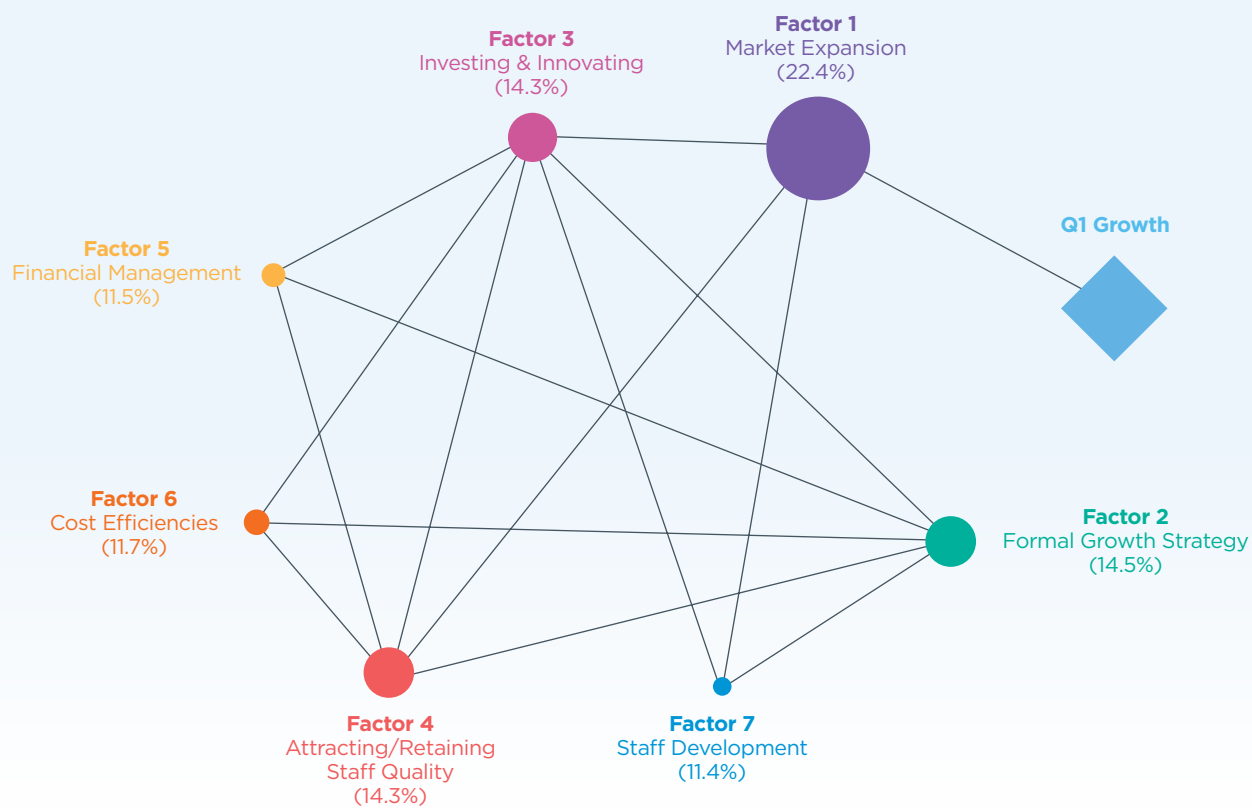 Factor 1
Market Expansion
(22.4%)
Factor 3
Investing & Innovating
(14.3%)
Q1 Growth
Factor 5
Financial Management
(11.5%)
Factor 6
Cost Efficiencies
(11.7%)
Factor 2
Formal Growth Strategy
(14.5%)
Factor 4
Attracting/Retaining
Staff Quality
(14.3%)
Factor 7
Staff Development
(11.4%)